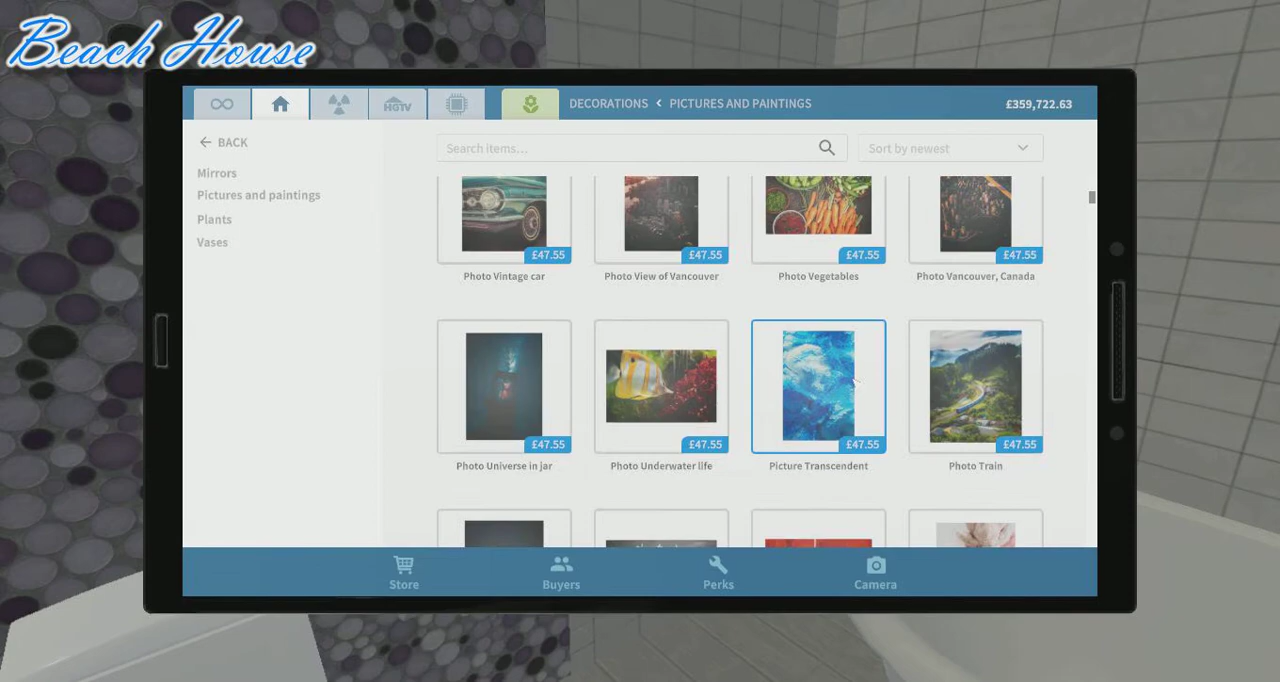 Beach House
HGTV
DECORATIONS < PICTURES AND PAINTINGS
£359,722.63
BACK
Mirrors
Pictures and paintings
Plants
Vases
Search items...
Sort by newest
£47.55
£47.55
£47.55
£47.55
Photo Vintage car
Photo View of Vancouver
Photo Vegetables
Photo Vancouver, Canada
£47.55
£47.55
£47.55
£47.55
Photo Universe in jar
Photo Underwater life
Picture Transcendent
Photo Train
Store
Buyers
Perks
Camera